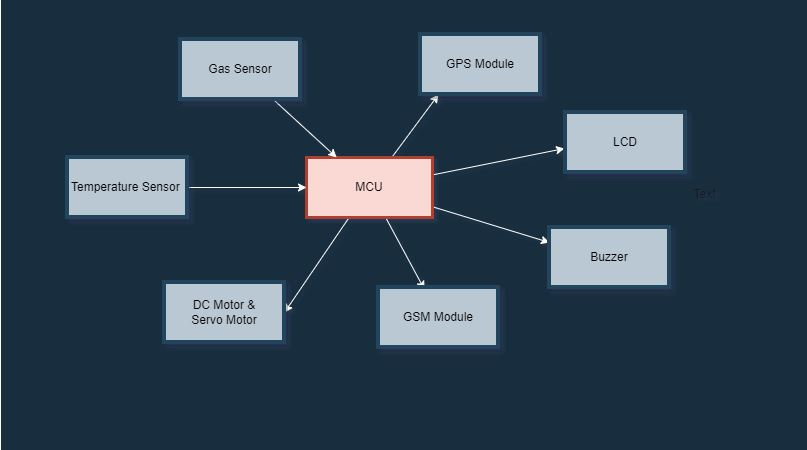 GPS Module
Gas Sensor
LCD
Temperature Sensor
MCU
Text
Buzzer
DC Motor &
Servo Motor
GSM Module